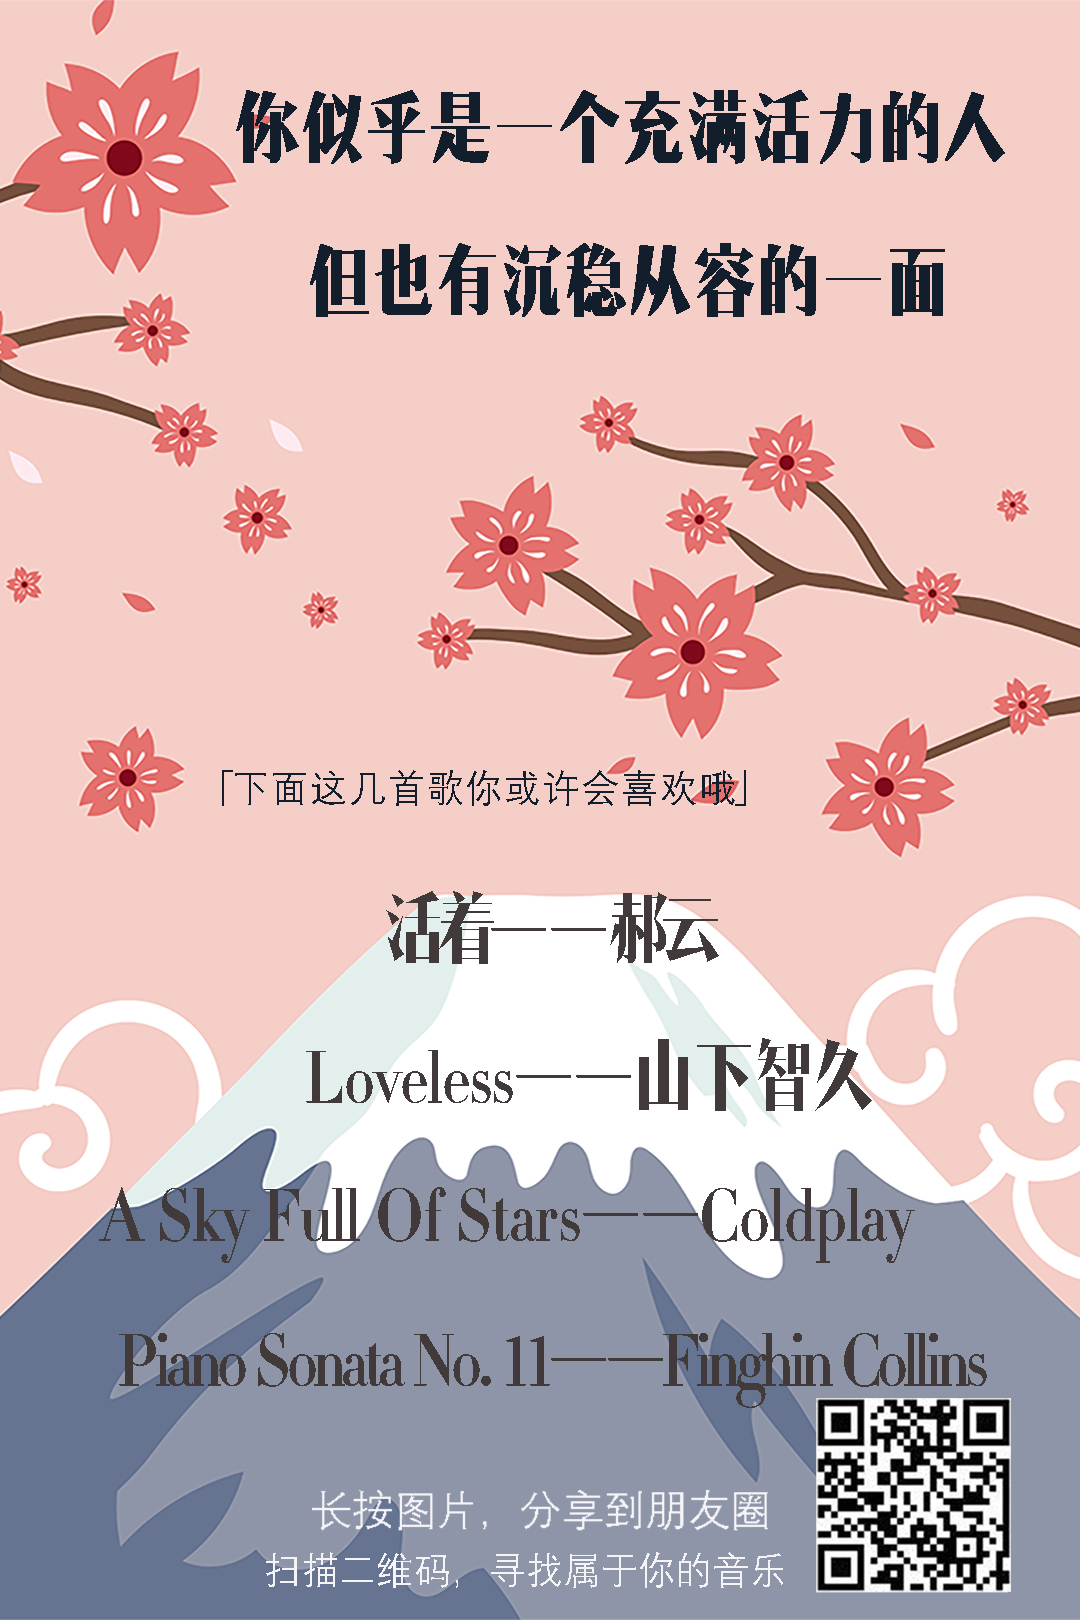 你似乎是一个充满活力的人
但也有沉稳从容的一面
「下面这几首歌你或许会喜欢哦」
活着——郝云
Loveless——山下智久
A Sky Full Of Stars——Coldplay
Piano Sonata No. 11——Finghin Collins
长按图片，分享到朋友圈
扫描二维码，寻找属于你的音乐